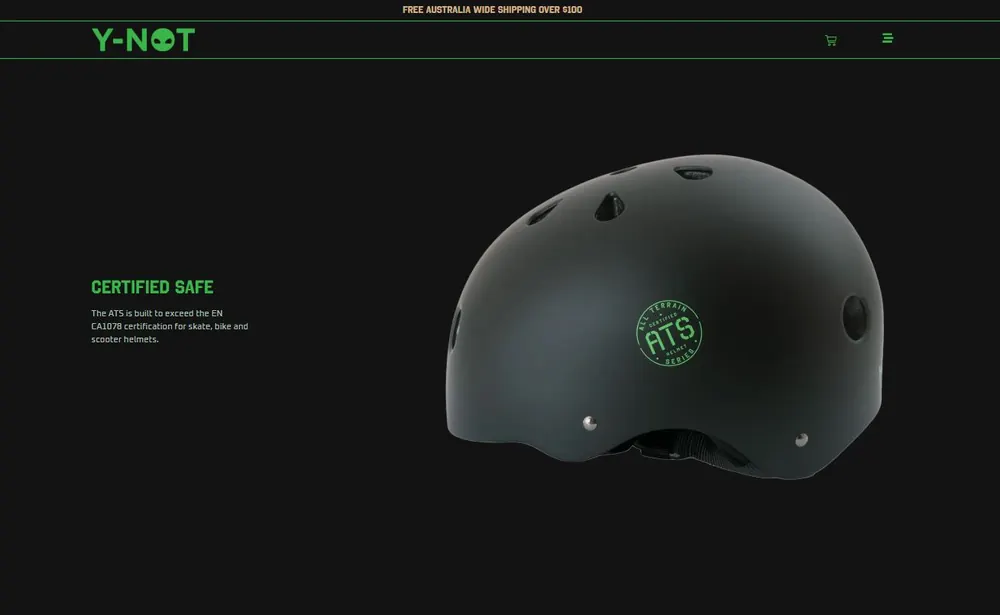 FREE AUSTRALIA WIDE SHIPPING OVER $100
Y-NOT
CERTIFIED SAFE
The ATS is built to exceed the EN
CA1078 certification for skate, bike and
scooter helmets.
ALL TERRAIN
CERTIFIED
ATS
HELMET
SERIES